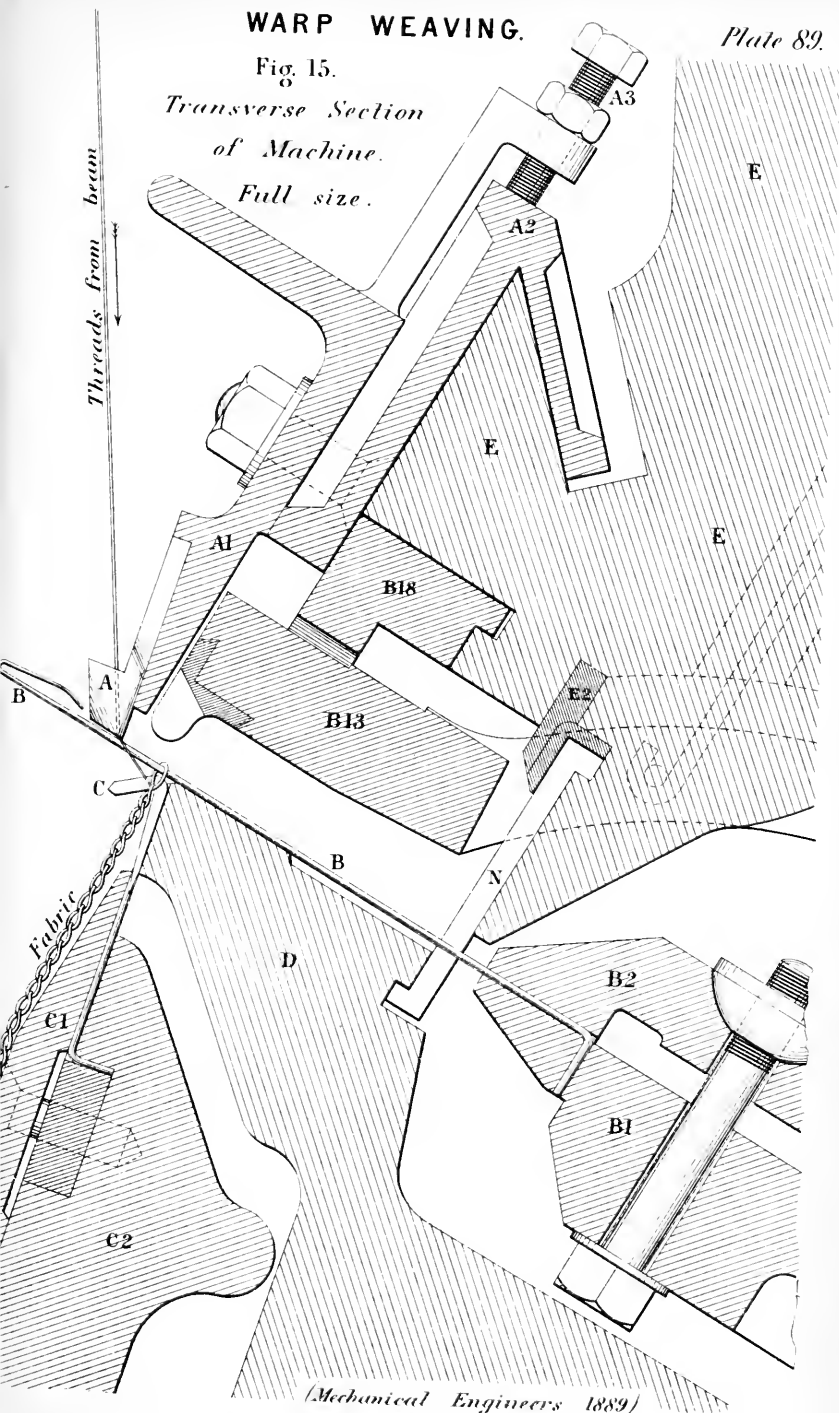 WARP WEAVING.
Plate 89.
Fig. 15.
Transverse Section
of Machine.
Full size.
Threads from beam
A3
E
A2
E
E
A1
B18
A
B
E2
B13
C
B
N
Fabric
D
B2
C1
B1
C2
(Mechanical Engineers 1889)